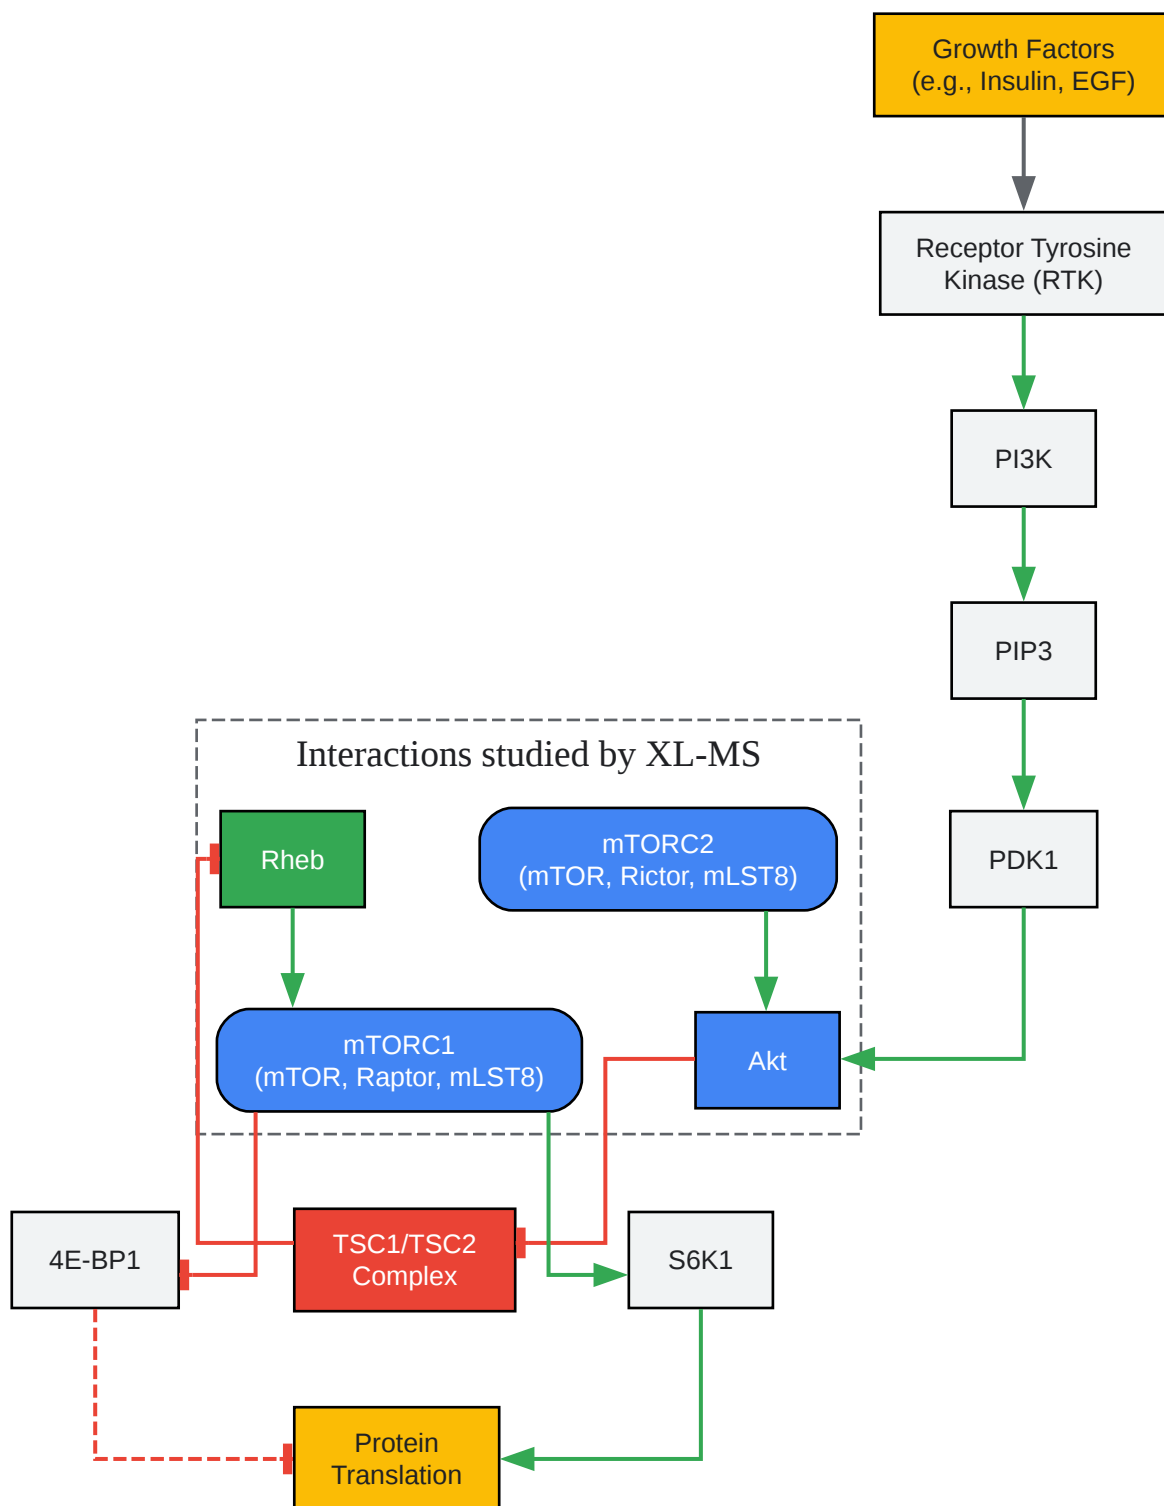 Growth Factors
(e.g., Insulin, EGF)
Receptor Tyrosine
Kinase (RTK)
PI3K
PIP3
Interactions studied by XL-MS
Rheb
mTORC2
(mTOR, Rictor, mLST8)
PDK1
mTORC1
(mTOR, Raptor, mLST8)
Akt
4E-BP1
TSC1/TSC2
Complex
S6K1
Protein
Translation